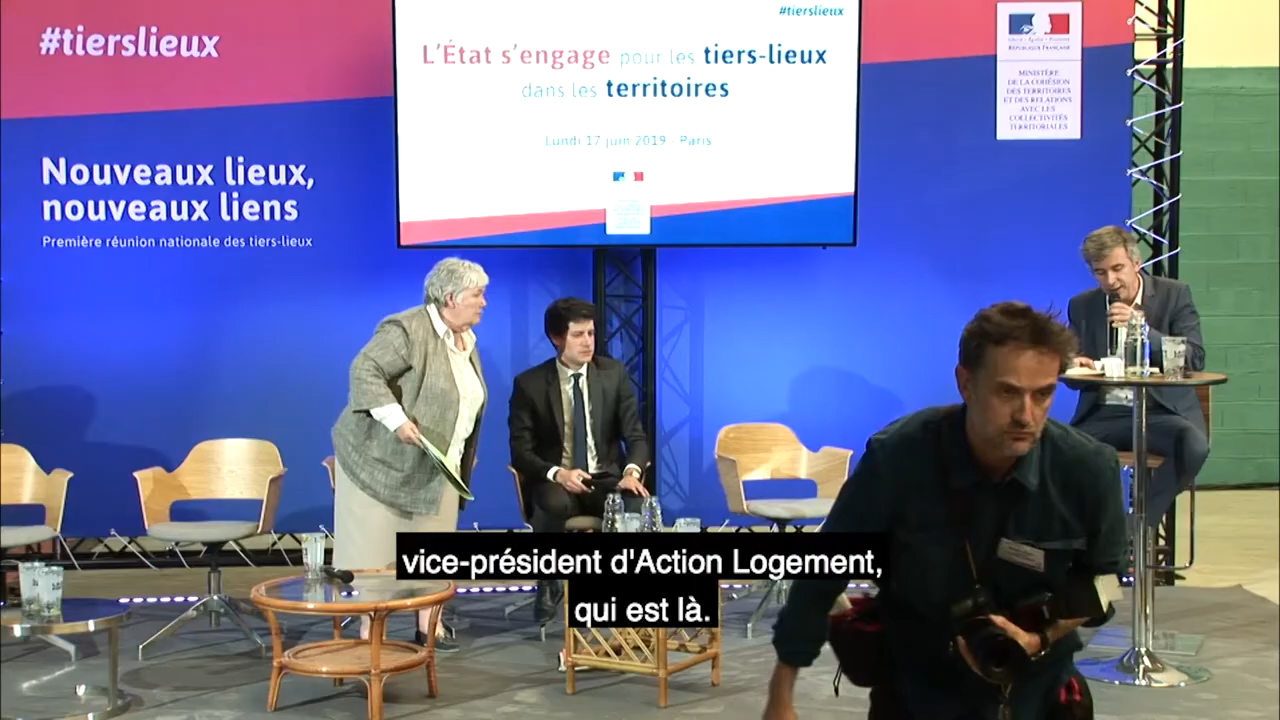 #tierslieux
#tierslieux
L'État s'engage pour les tiers-lieux
dans les territoires
Lundi 17 juin 2019 - Paris
RÉPUBLIQUE FRANÇAISE
MINISTÈRE
DE LA COHÉSION
DES TERRITOIRES
ET DES RELATIONS
AVEC LES
COLLECTIVITÉS
TERRITORIALES
Nouveaux lieux,
nouveaux liens
Première réunion nationale des tiers-lieux
vice-président d'Action Logement,
qui est là.